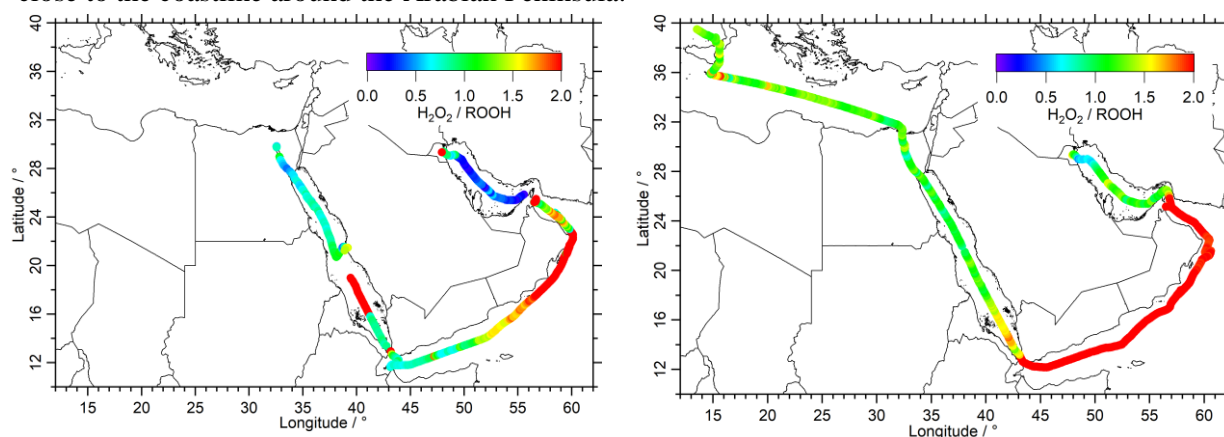 close to the coastline around the Arabian Peninsula.
40
36
32
28
24
20
16
12
Latitude / °
0.0 0.5 1.0 1.5 2.0
H₂O₂ / ROOH
15 20 25 30 35 40 45 50 55 60
Longitude / °
40
36
32
28
24
20
16
12
Latitude / °
0.0 0.5 1.0 1.5 2.0
H₂O₂ / ROOH
15 20 25 30 35 40 45 50 55 60
Longitude / °